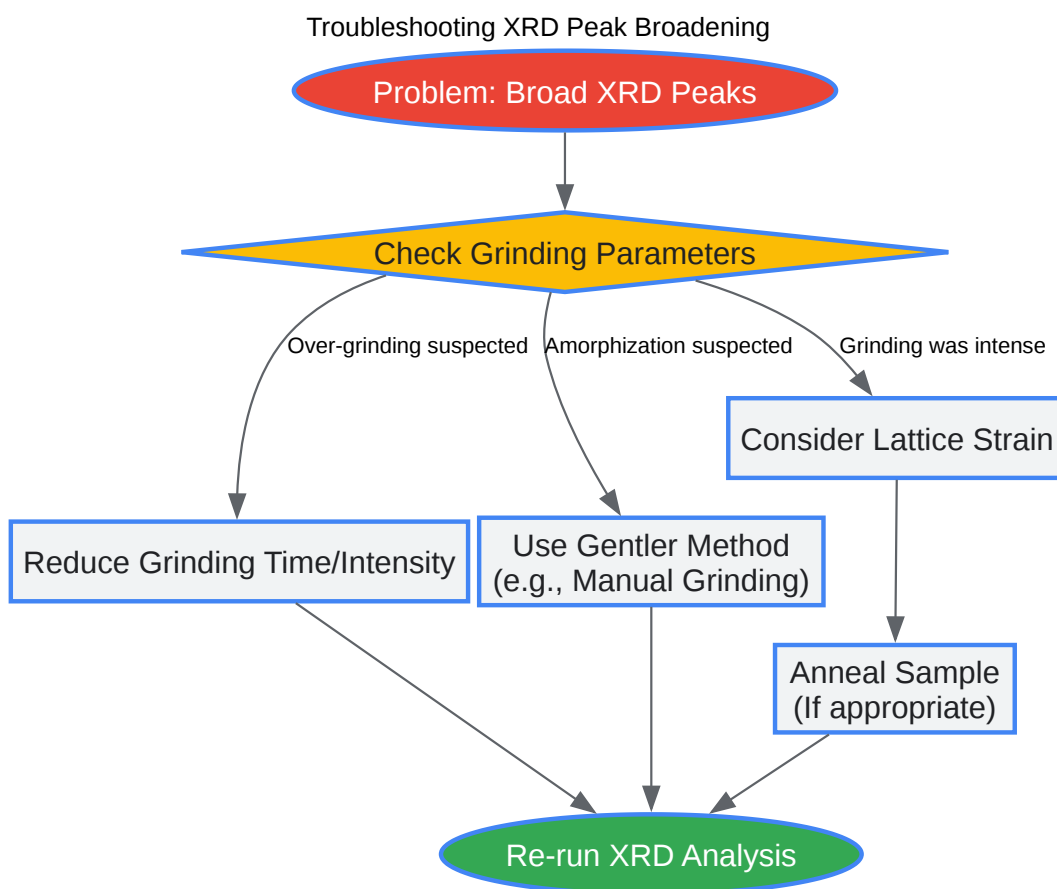 Troubleshooting XRD Peak Broadening
Problem: Broad XRD Peaks
Check Grinding Parameters
Over-grinding suspected
Amorphization suspected
Grinding was intense
Consider Lattice Strain
Reduce Grinding Time/Intensity
Use Gentler Method
(e.g., Manual Grinding)
Anneal Sample
(If appropriate)
Re-run XRD Analysis